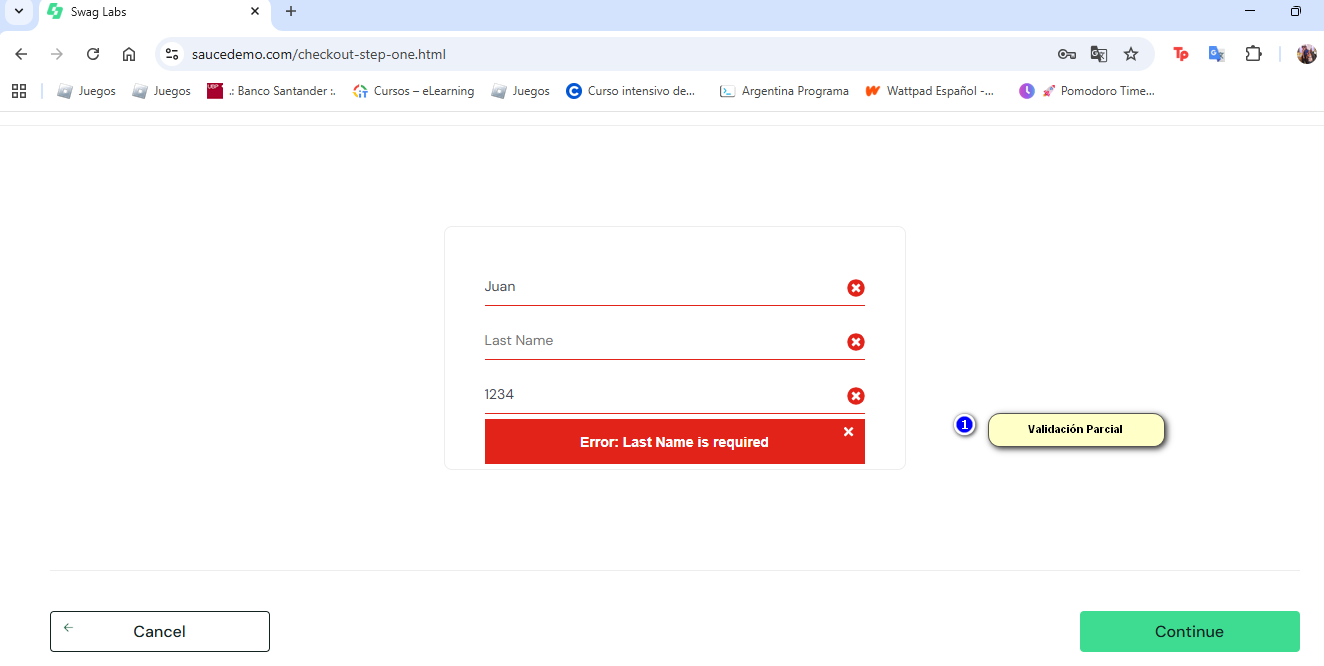 Swag Labs
saucedemo.com/checkout-step-one.html
Juegos Juegos .: Banco Santander :. Cursos – eLearning Juegos Curso intensivo de... Argentina Programa Wattpad Español -... Pomodoro Time...
Juan
Last Name
1234
Error: Last Name is required
1 Validación Parcial
Cancel Continue